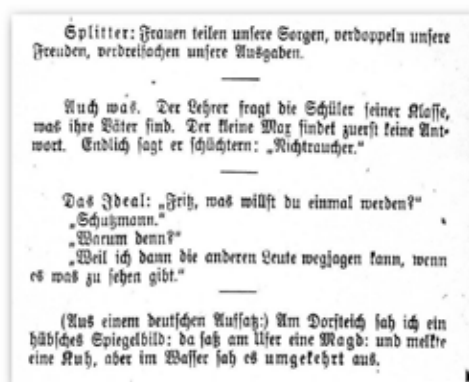 Splitter: Frauen teilen unsere Sorgen, verdoppeln unsere
Freuden, verdreifachen unsere Ausgaben.
Auch was. Der Lehrer fragt die Schüler seiner Klasse,
was ihre Väter sind. Der kleine Max findet zuerst keine Ant-
wort. Endlich sagt er schüchtern: „Nichtraucher.“
Das Ideal: „Fritz, was willst du einmal werden?“
„Schutzmann.“
„Warum denn?“
„Weil ich dann die anderen Leute wegjagen kann, wenn
es was zu sehen gibt.“
(Aus einem deutschen Aufsatz:) Am Dorfteich sah ich ein
hübsches Spiegelbild: da saß am Ufer eine Magd: und melkte
eine Kuh, aber im Wasser sah es umgekehrt aus.